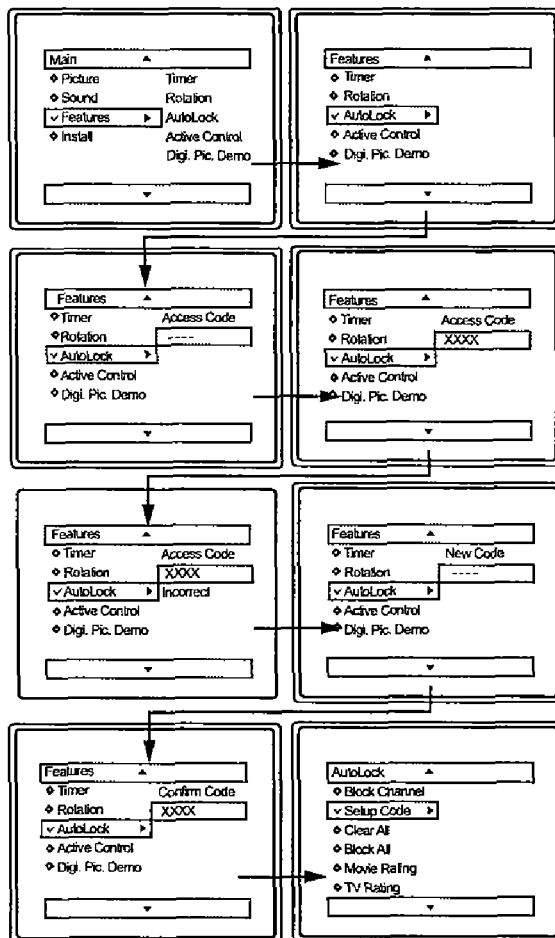 Main
Picture Timer
Sound Rotation
Features AutoLock
Install Active Control
Digi. Pic. Demo
Features
Timer
Rotation
AutoLock
Active Control
Digi. Pic. Demo
Features
Timer Access Code
Rotation - - - -
AutoLock
Active Control
Digi. Pic. Demo
Features
Timer Access Code
Rotation XXXX
AutoLock
Active Control
Digi. Pic. Demo
Features
Timer Access Code
Rotation XXXX
AutoLock Incorrect
Active Control
Digi. Pic. Demo
Features
Timer New Code
Rotation - - - -
AutoLock
Active Control
Digi. Pic. Demo
Features
Timer Confirm Code
Rotation XXXX
AutoLock
Active Control
Digi. Pic. Demo
AutoLock
Block Channel
Setup Code
Clear All
Block All
Movie Rating
TV Rating